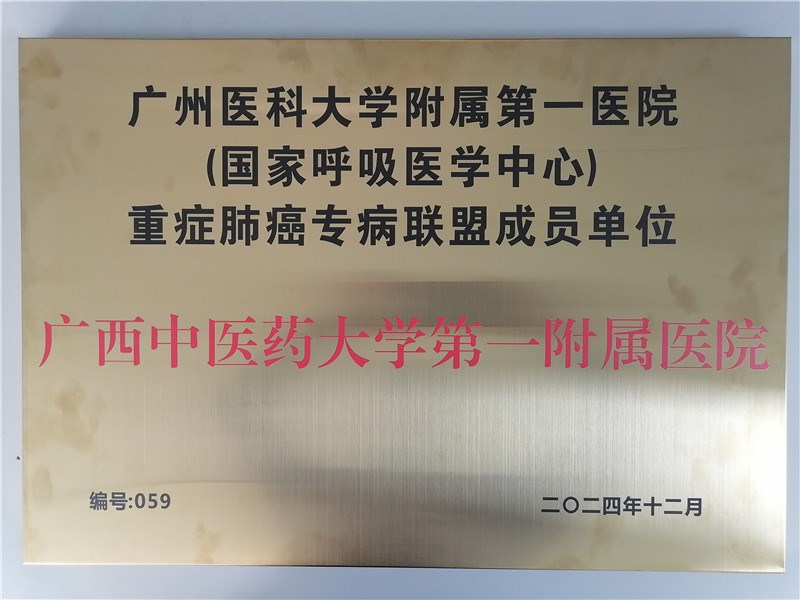 广州医科大学附属第一医院
(国家呼吸医学中心)
重症肺癌专病联盟成员单位
广西中医药大学第一附属医院
编号:059
二〇二四年十二月